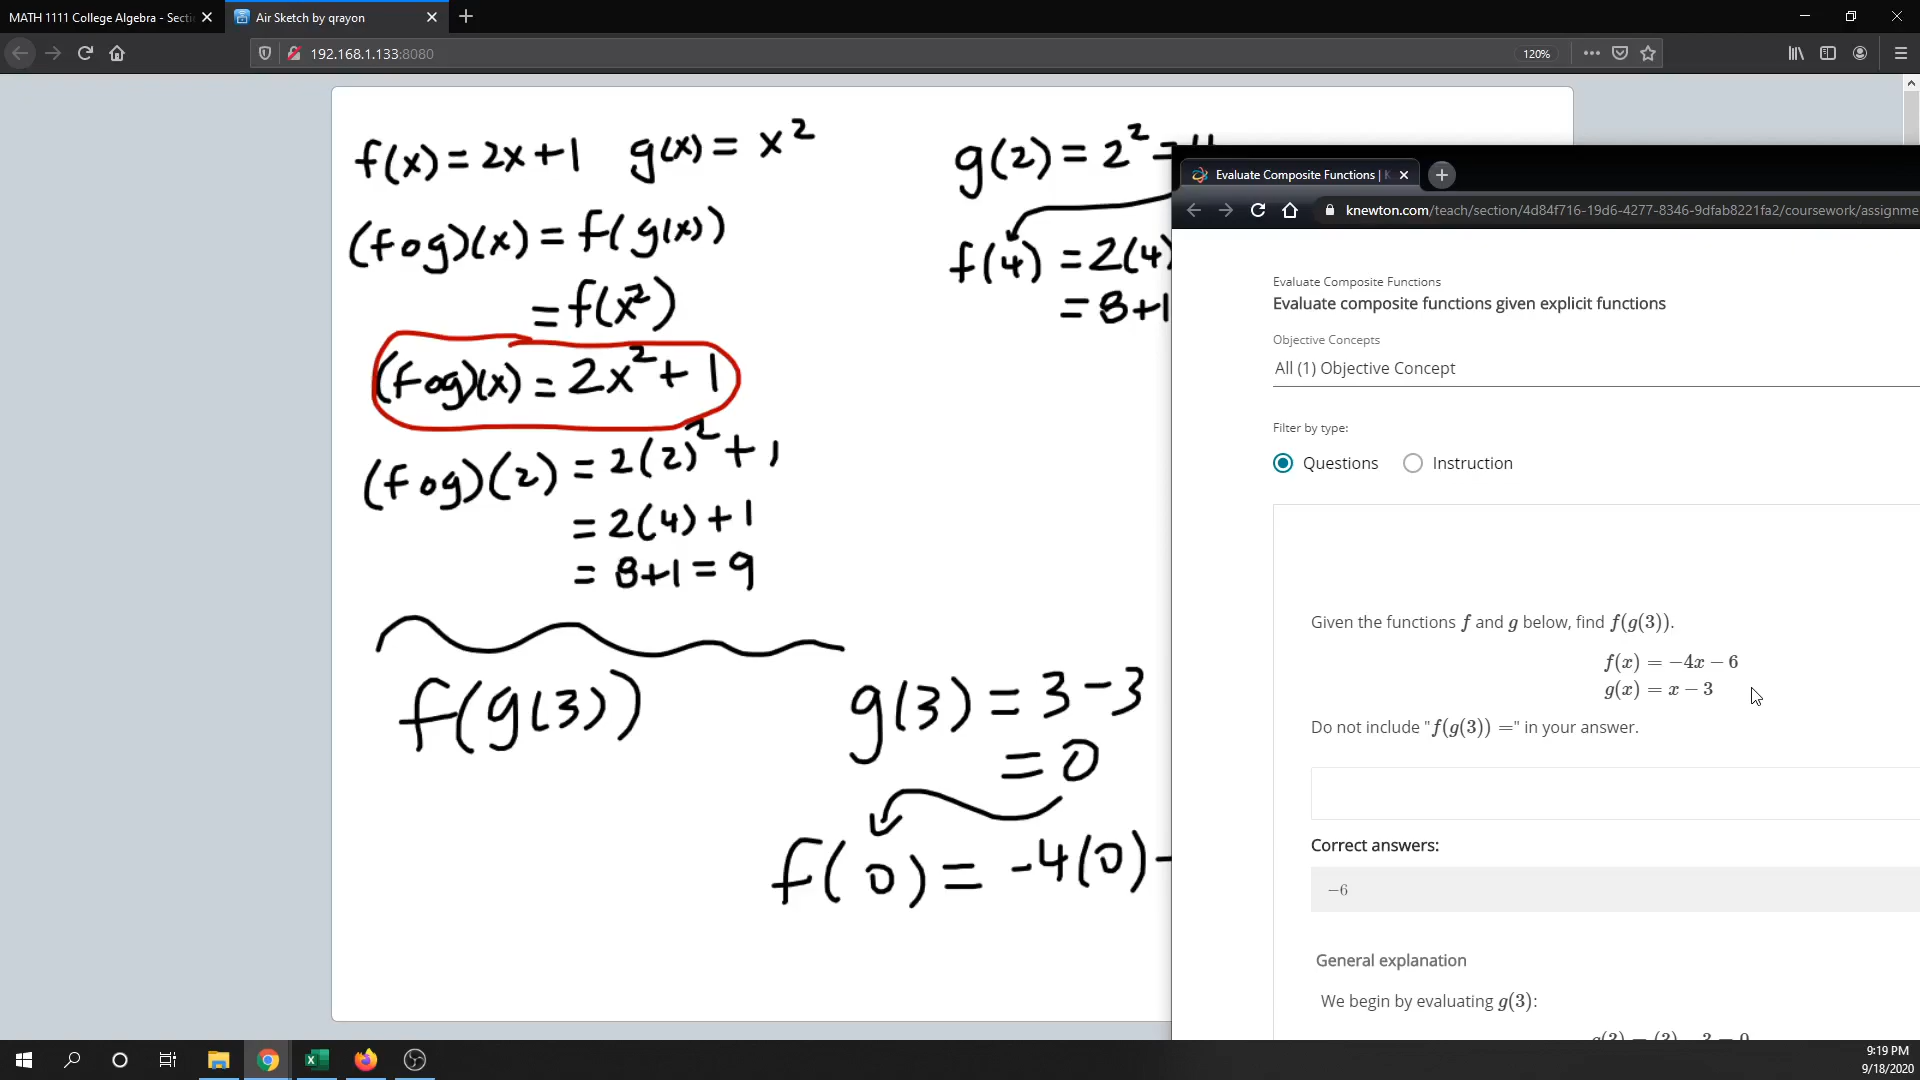 MATH 1111 College Algebra - Secti
Air Sketch by qrayon
192.168.1.133:8080
120%
f(x) = 2x+1 g(x) = x²
(fog)(x) = f(g(x))
= f(x²)
(fog)(x) = 2x² + 1
(fog)(2) = 2(2)² + 1
= 2(4) + 1
= 8+1 = 9
g(2) = 2² =
f(4) = 2(4)
= 8+1
f(g(3))
g(3) = 3-3
= 0
f(0) = -4(0)-
Evaluate Composite Functions | K
knewton.com/teach/section/4d84f716-19d6-4277-8346-9dfab8221fa2/coursework/assignme
Evaluate Composite Functions
Evaluate composite functions given explicit functions
Objective Concepts
All (1) Objective Concept
Filter by type:
Questions Instruction
Given the functions f and g below, find f(g(3)).
f(x) = −4x − 6
g(x) = x − 3
Do not include "f(g(3)) =" in your answer.
Correct answers:
−6
General explanation
We begin by evaluating g(3):
9:19 PM
9/18/2020